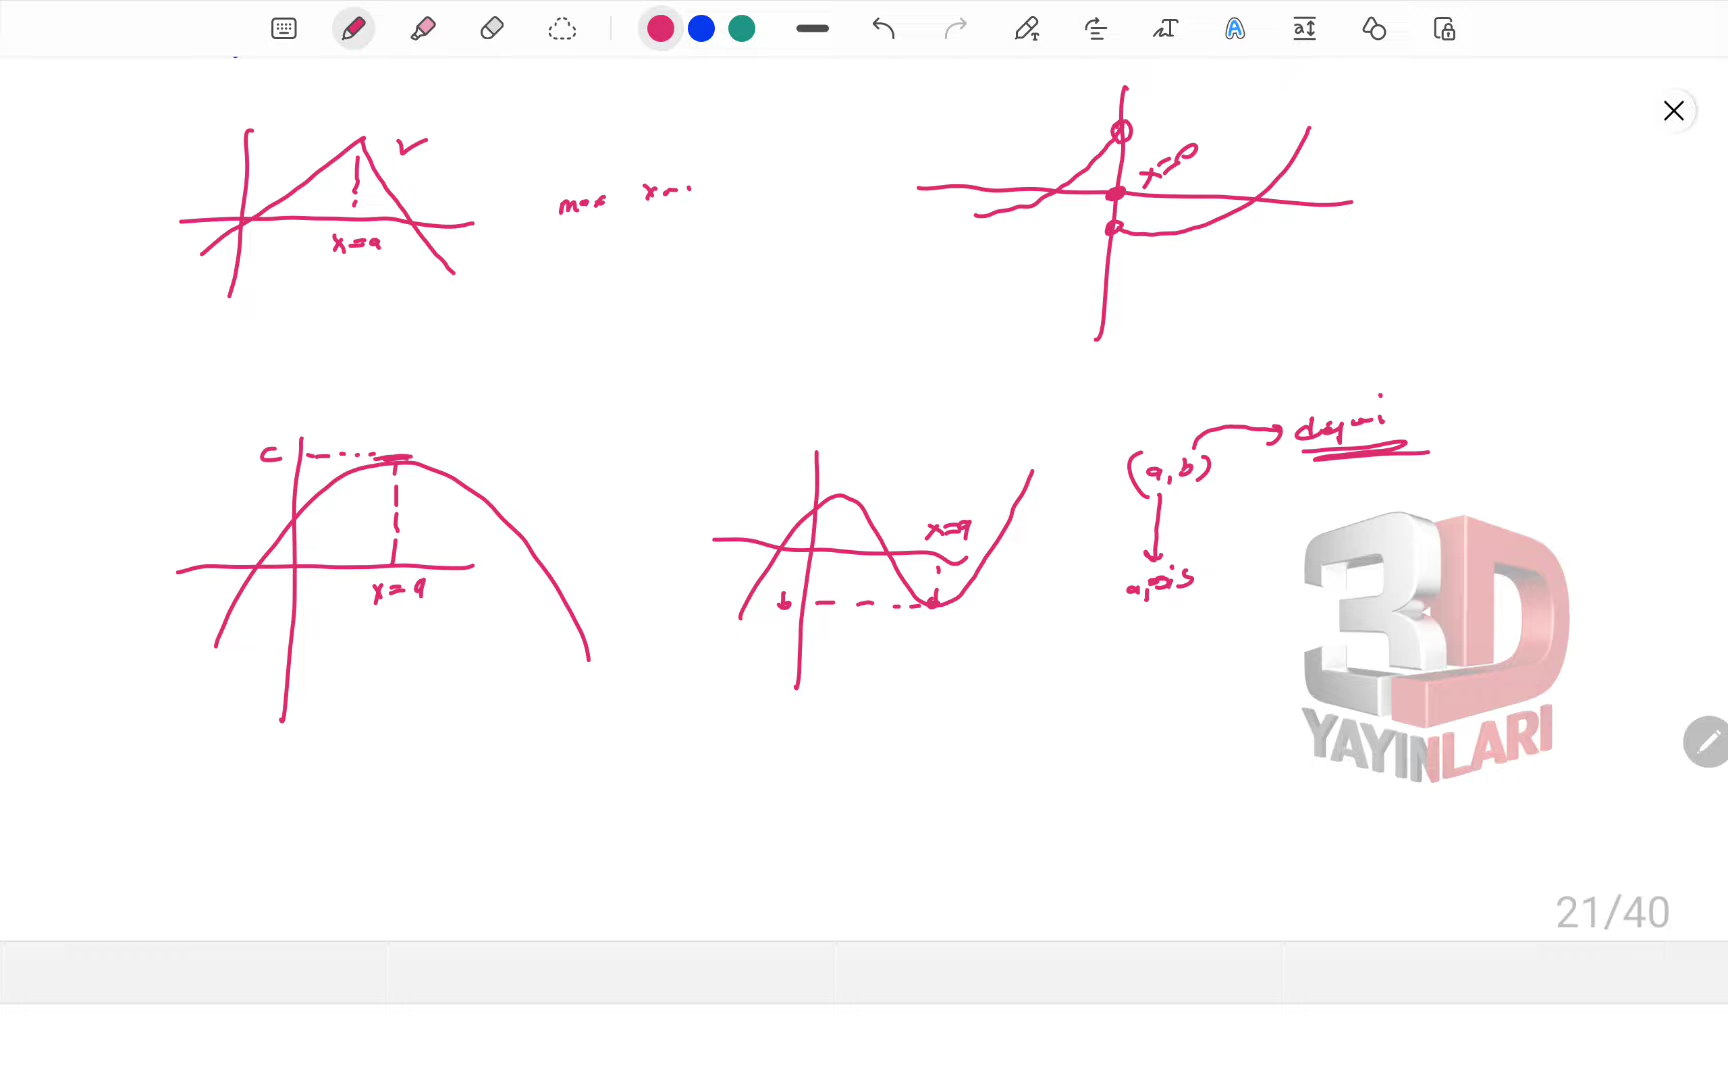 x=a
max x=
x=0
c
x=a
x=a
b
(a,b)
değeri
3D
YAYINLARI
21/40